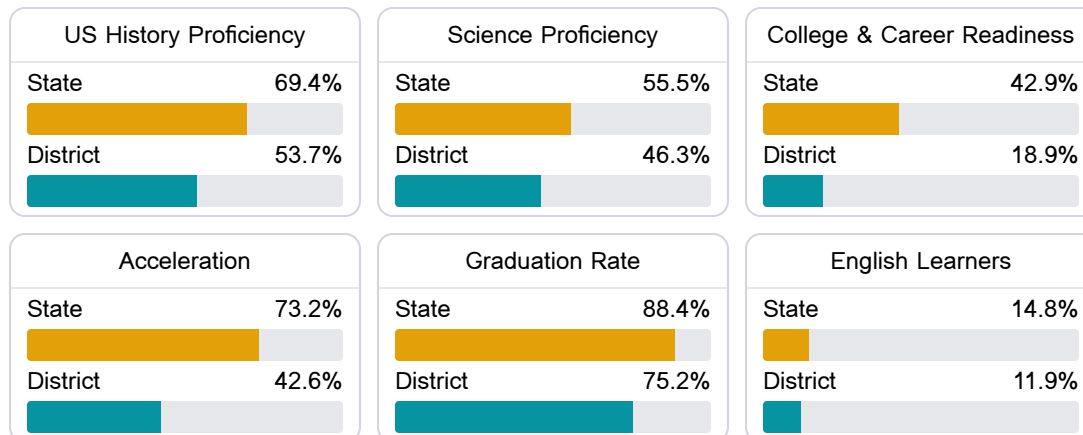 US History Proficiency
State 69.4%
District 53.7%
Science Proficiency
State 55.5%
District 46.3%
College & Career Readiness
State 42.9%
District 18.9%
Acceleration
State 73.2%
District 42.6%
Graduation Rate
State 88.4%
District 75.2%
English Learners
State 14.8%
District 11.9%